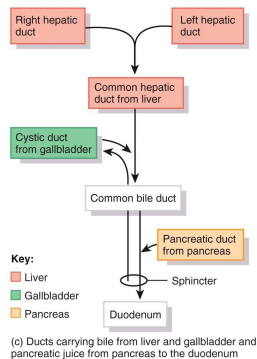 Right hepatic
duct
Left hepatic
duct
Common hepatic
duct from liver
Cystic duct
from gallbladder
Common bile duct
Pancreatic duct
from pancreas
Key:
Liver
Gallbladder
Pancreas
Sphincter
Duodenum
(c) Ducts carrying bile from liver and gallbladder and
pancreatic juice from pancreas to the duodenum